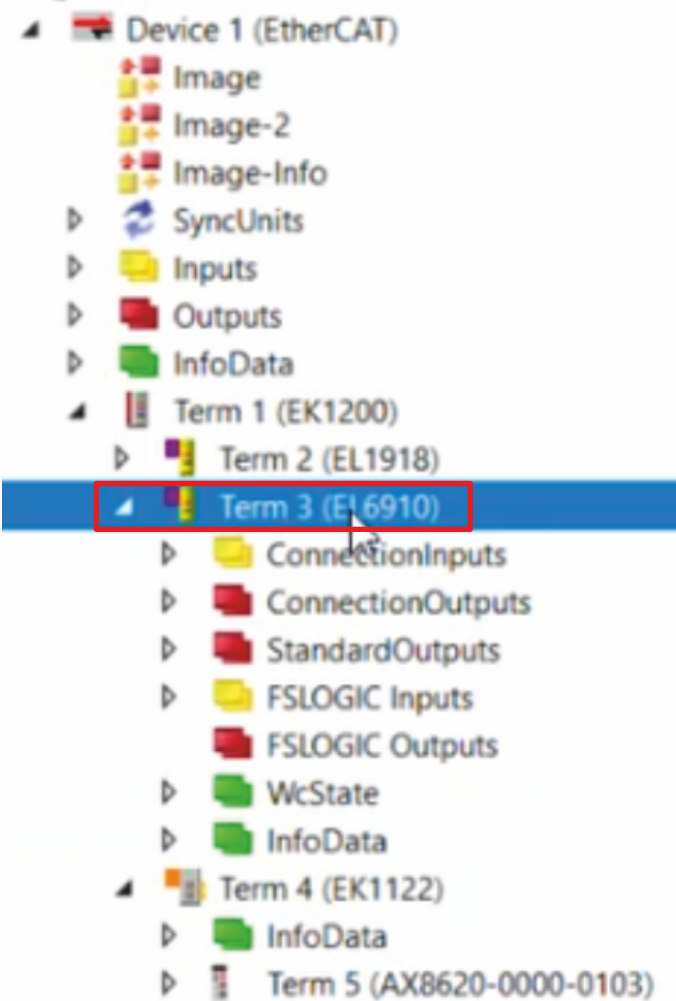 Device 1 (EtherCAT)
Image
Image-2
Image-Info
SyncUnits
Inputs
Outputs
InfoData
Term 1 (EK1200)
Term 2 (EL1918)
Term 3 (EL6910)
ConnectionInputs
ConnectionOutputs
StandardOutputs
FSLOGIC Inputs
FSLOGIC Outputs
WcState
InfoData
Term 4 (EK1122)
InfoData
Term 5 (AX8620-0000-0103)